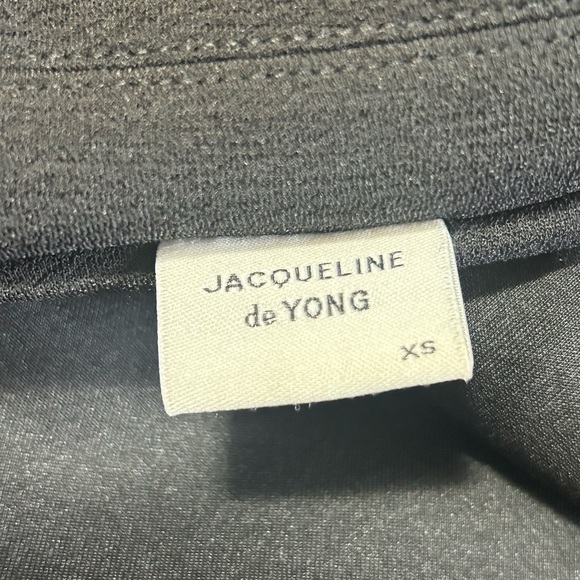 JACQUELINE
de YONG
XS